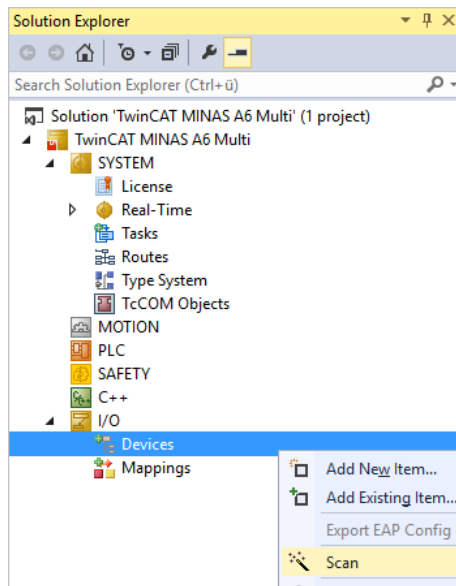 Solution Explorer
Search Solution Explorer (Ctrl+ü)
Solution 'TwinCAT MINAS A6 Multi' (1 project)
TwinCAT MINAS A6 Multi
SYSTEM
License
Real-Time
Tasks
Routes
Type System
TcCOM Objects
MOTION
PLC
SAFETY
C++
I/O
Devices
Mappings
Add New Item...
Add Existing Item...
Export EAP Config
Scan